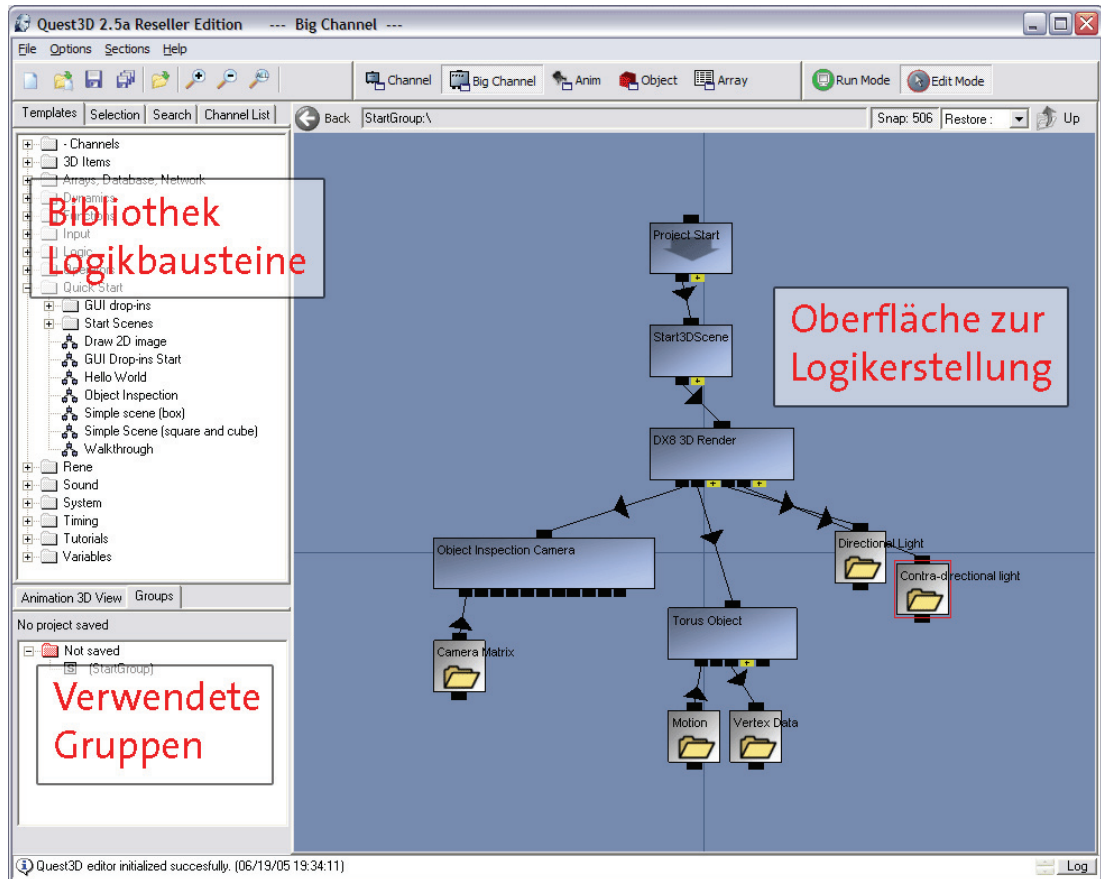 Quest3D 2.5a Reseller Edition --- Big Channel ---
File Options Sections Help
ALL
Channel Big Channel Anim Object Array Run Mode Edit Mode
Templates Selection Search Channel List
Back StartGroup:\ Snap: 506 Restore : Up
- Channels
3D Items
Arrays, Database, Network
Dynamics
Functions
Input
Logic
Operators
Quick Start
GUI drop-ins
Start Scenes
Draw 2D image
GUI Drop-ins Start
Hello World
Object Inspection
Simple scene (box)
Simple Scene (square and cube)
Walkthrough
Rene
Sound
System
Timing
Tutorials
Variables
Bibliothek
Logikbausteine
Animation 3D View Groups
No project saved
Not saved
S (StartGroup)
Verwendete
Gruppen
Project Start
Start3DScene
Oberfläche zur
Logikerstellung
DX8 3D Render
Directional Light
Object Inspection Camera
Contra-directional light
Torus Object
Camera Matrix
Motion
Vertex Data
Quest3D editor initialized succesfully. (06/19/05 19:34:11) Log